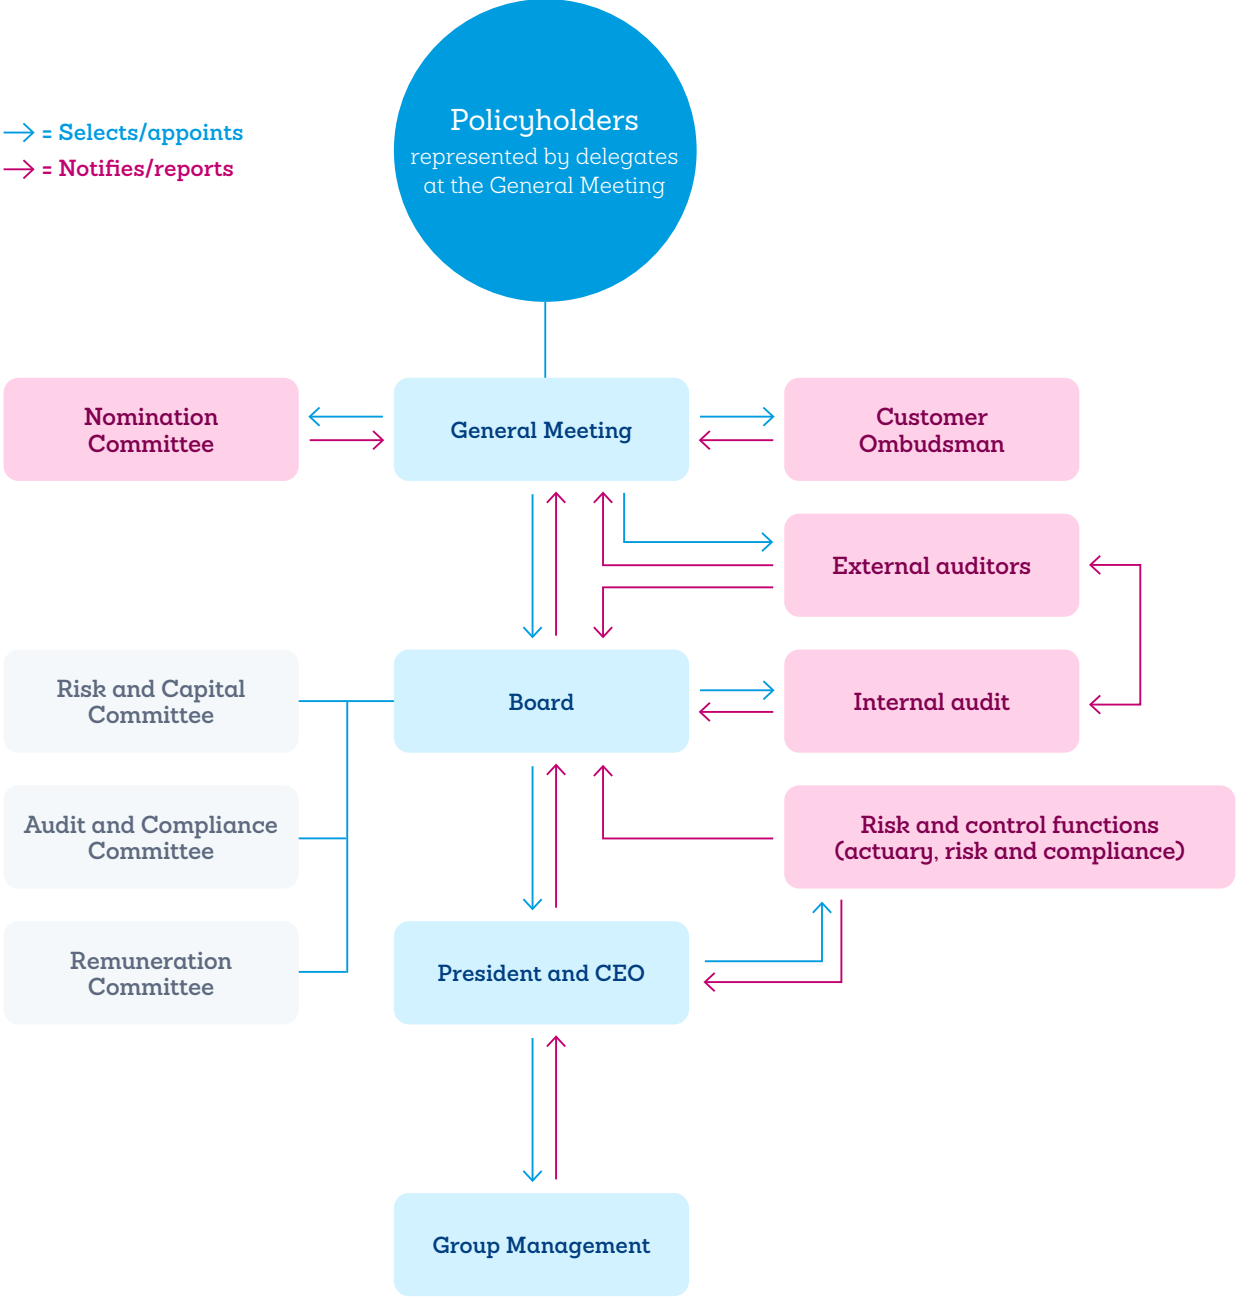 Policyholders
represented by delegates
at the General Meeting
= Selects/appoints
= Notifies/reports
Nomination
Committee
General Meeting
Customer
Ombudsman
External auditors
Risk and Capital
Committee
Board
Internal audit
Audit and Compliance
Committee
Risk and control functions
(actuary, risk and compliance)
Remuneration
Committee
President and CEO
Group Management